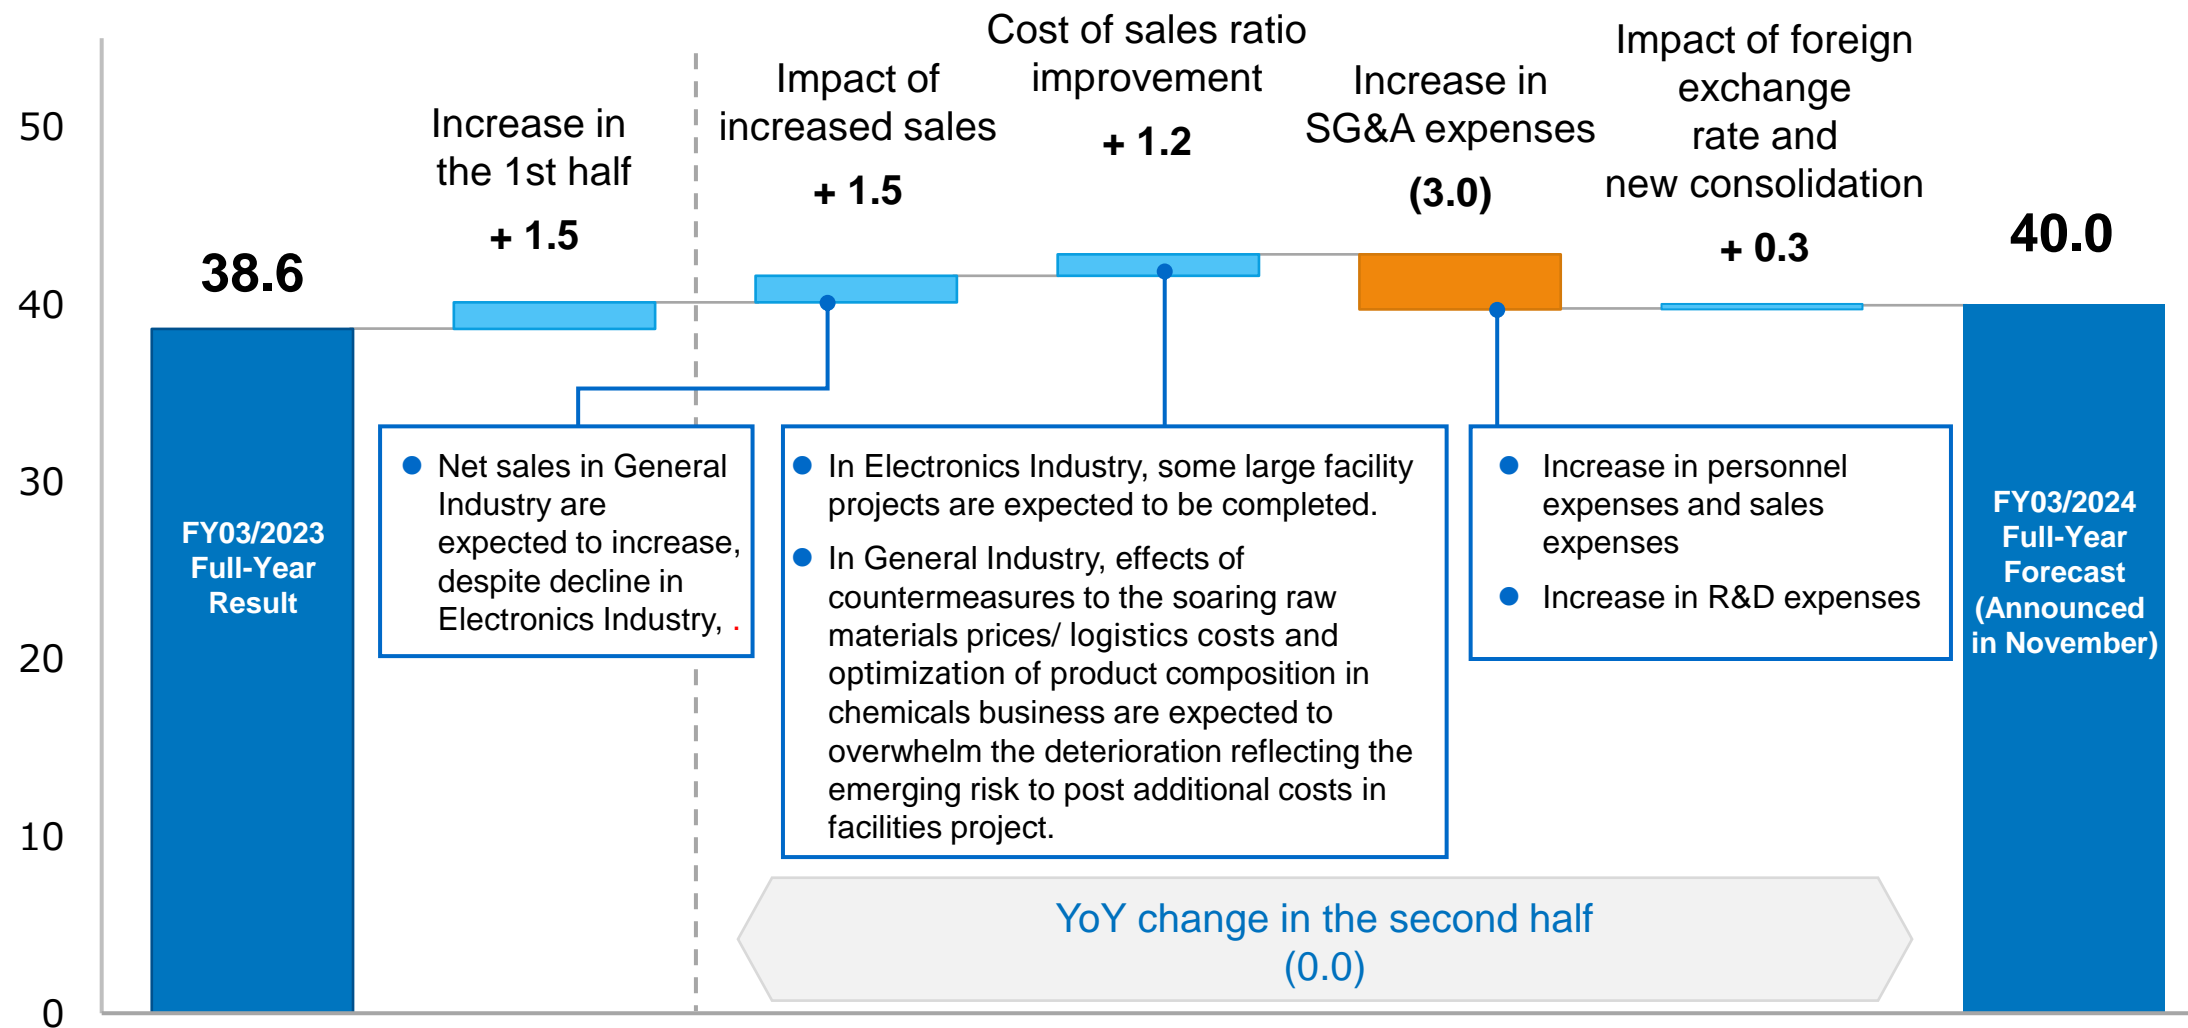 50
40
30
20
10
0
38.6
FY03/2023
Full-Year
Result
Increase in
the 1st half
+ 1.5
Impact of
increased sales
+ 1.5
Cost of sales ratio
improvement
+ 1.2
Increase in
SG&A expenses
(3.0)
Impact of foreign
exchange
rate and
new consolidation
+ 0.3
40.0
FY03/2024
Full-Year
Forecast
(Announced
in November)
● Net sales in General
Industry are
expected to increase,
despite decline in
Electronics Industry, .
● In Electronics Industry, some large facility
projects are expected to be completed.
● In General Industry, effects of
countermeasures to the soaring raw
materials prices/ logistics costs and
optimization of product composition in
chemicals business are expected to
overwhelm the deterioration reflecting the
emerging risk to post additional costs in
facilities project.
● Increase in personnel
expenses and sales
expenses
● Increase in R&D expenses
YoY change in the second half
(0.0)